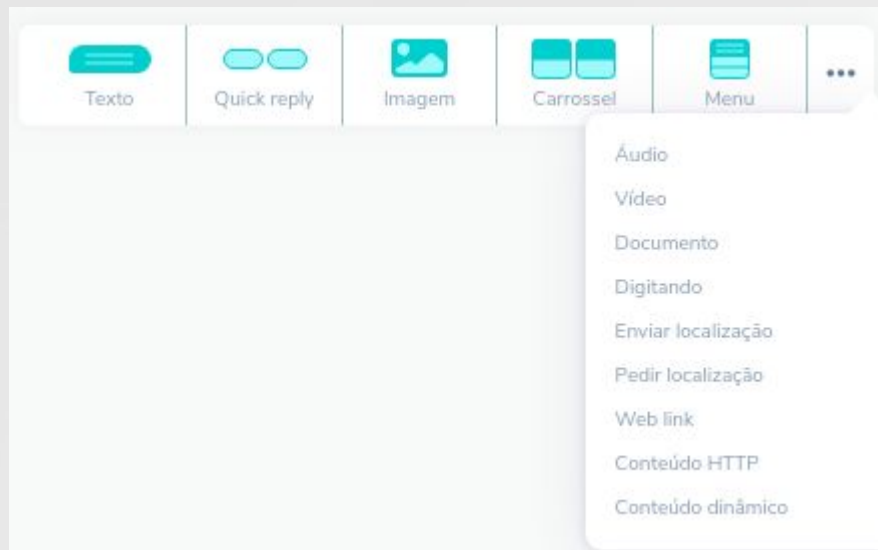 Texto
Quick reply
Imagem
Carrossel
Menu
Áudio
Vídeo
Documento
Digitando
Enviar localização
Pedir localização
Web link
Conteúdo HTTP
Conteúdo dinâmico